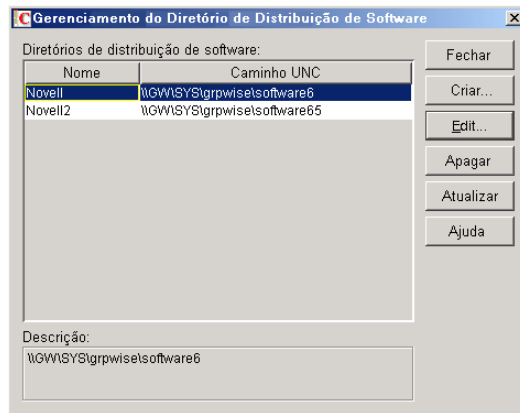 Gerenciamento do Diretório de Distribuição de Software
Diretórios de distribuição de software:
Nome Caminho UNC
Novell \\GW\SYS\grpwise\software6
Novell2 \\GW\SYS\grpwise\software65
Fechar
Criar...
Edit...
Apagar
Atualizar
Ajuda
Descrição:
\\GW\SYS\grpwise\software6